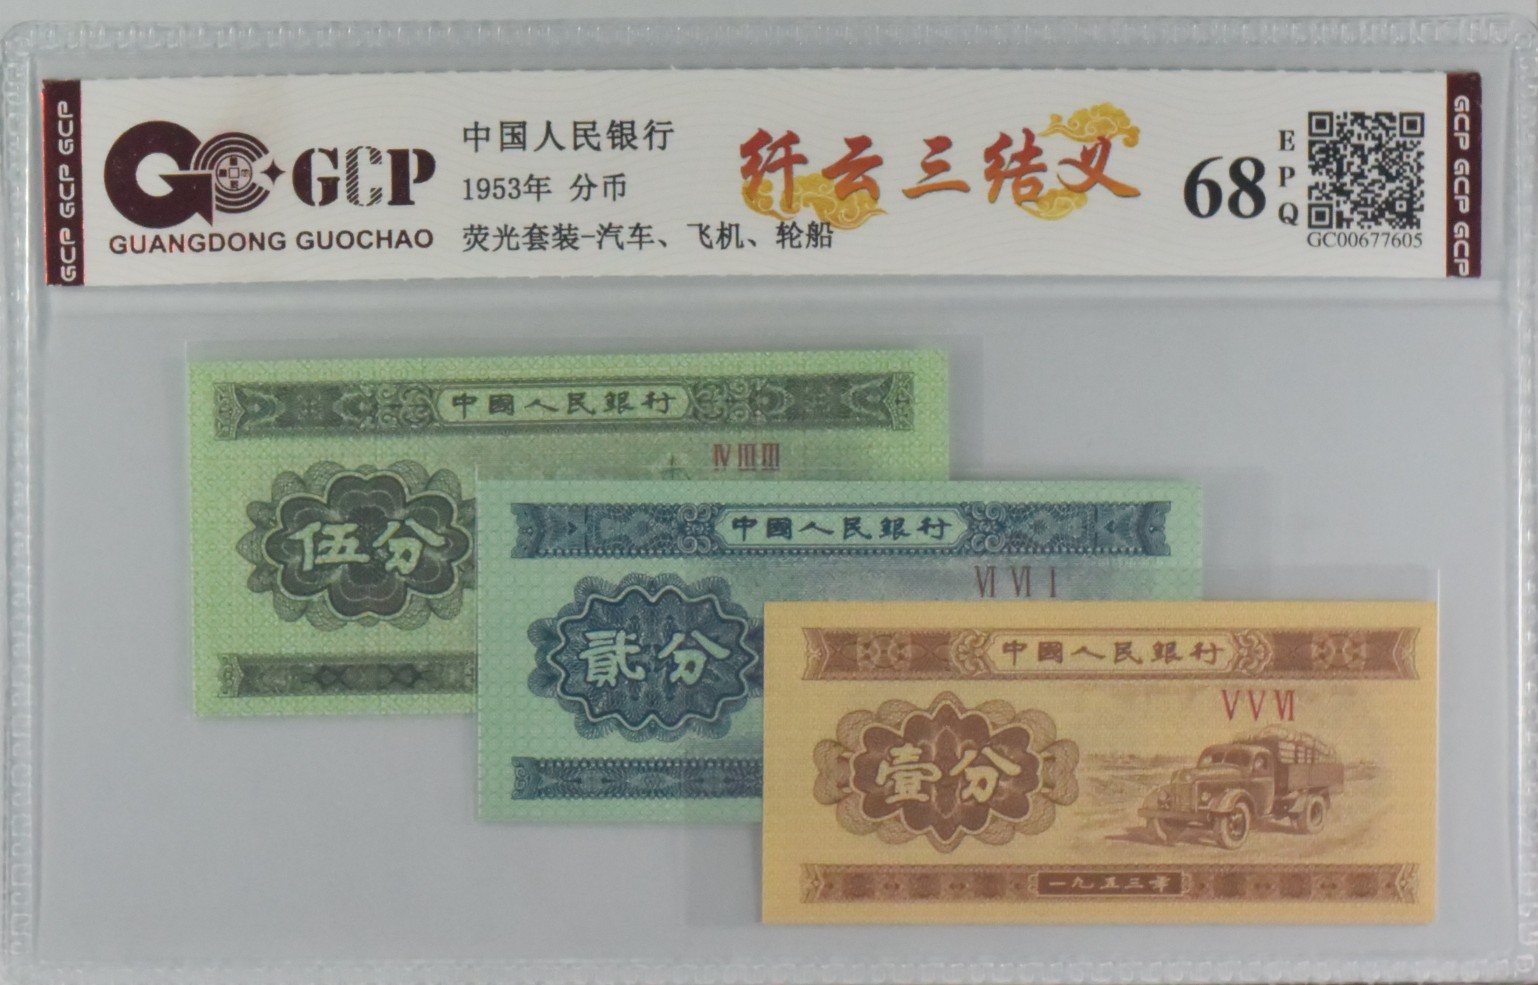 GCP GCP GCP
GCP
GUANGDONG GUOCHAO
中国人民银行
1953年 分币
荧光套装-汽车、飞机、轮船
纤云三结义
68
EPQ
GC00677605
GCP GCP GCP
中國人民銀行
ⅣⅢⅢ
伍分
中國人民銀行
Ⅵ Ⅵ Ⅰ
貳分
中國人民銀行
Ⅴ Ⅴ Ⅵ
壹分
一九五三年